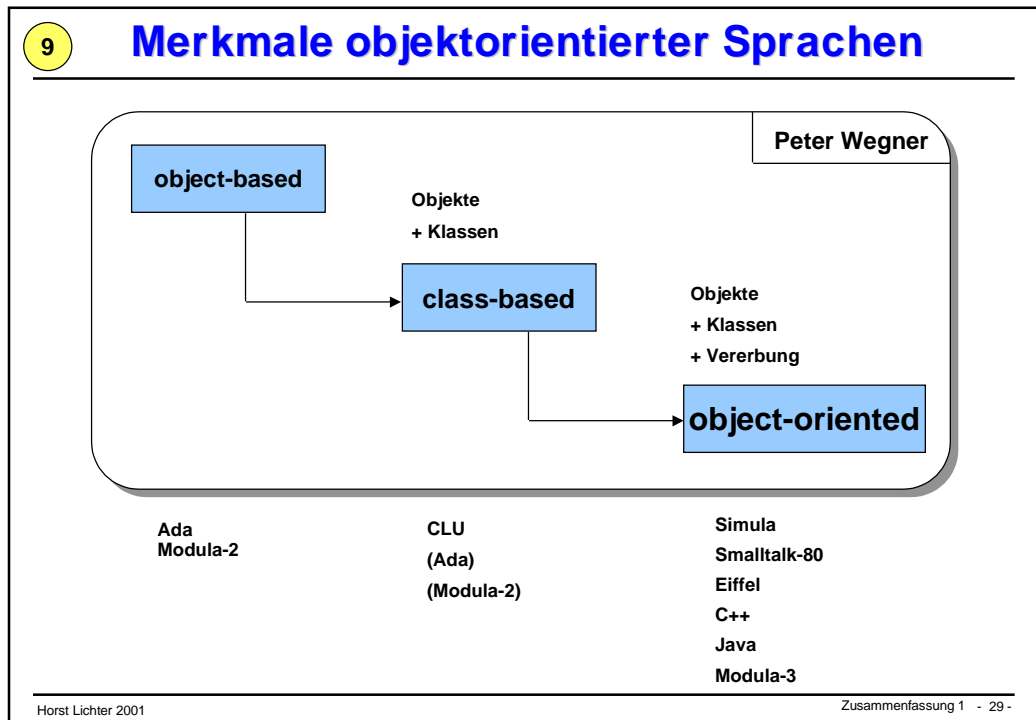 9
Merkmale objektorientierter Sprachen
Peter Wegner
object-based
Objekte
+ Klassen
class-based
Objekte
+ Klassen
+ Vererbung
object-oriented
Ada
Modula-2
CLU
(Ada)
(Modula-2)
Simula
Smalltalk-80
Eiffel
C++
Java
Modula-3
Horst Lichter 2001
Zusammenfassung 1 - 29 -